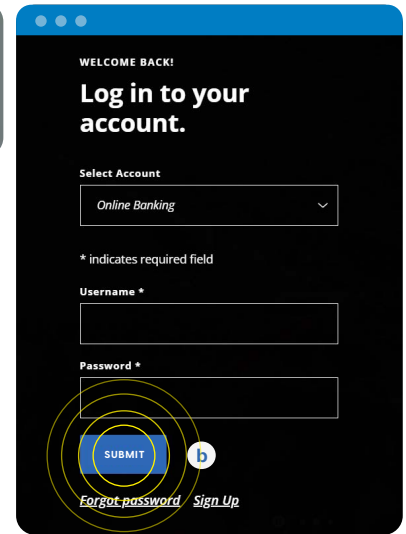 WELCOME BACK!
Log in to your
account.
Select Account
Online Banking
* indicates required field
Username *
Password *
SUBMIT
b
Forgot password Sign Up